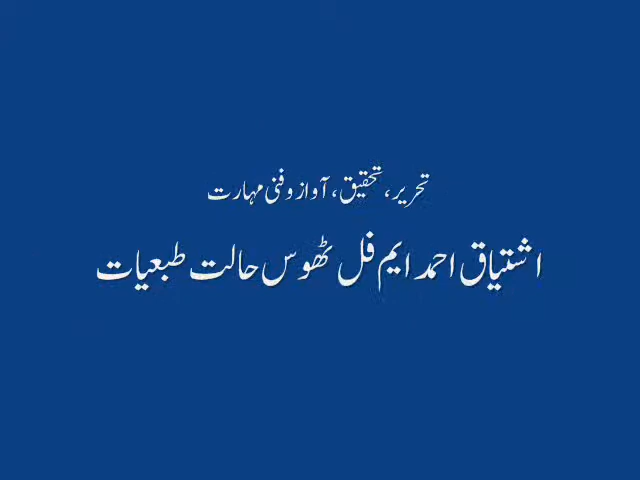 تحریر، تحقیق، آواز و فنی مہارت
اشتیاق احمد ایم فل ٹھوس حالت طبعیات